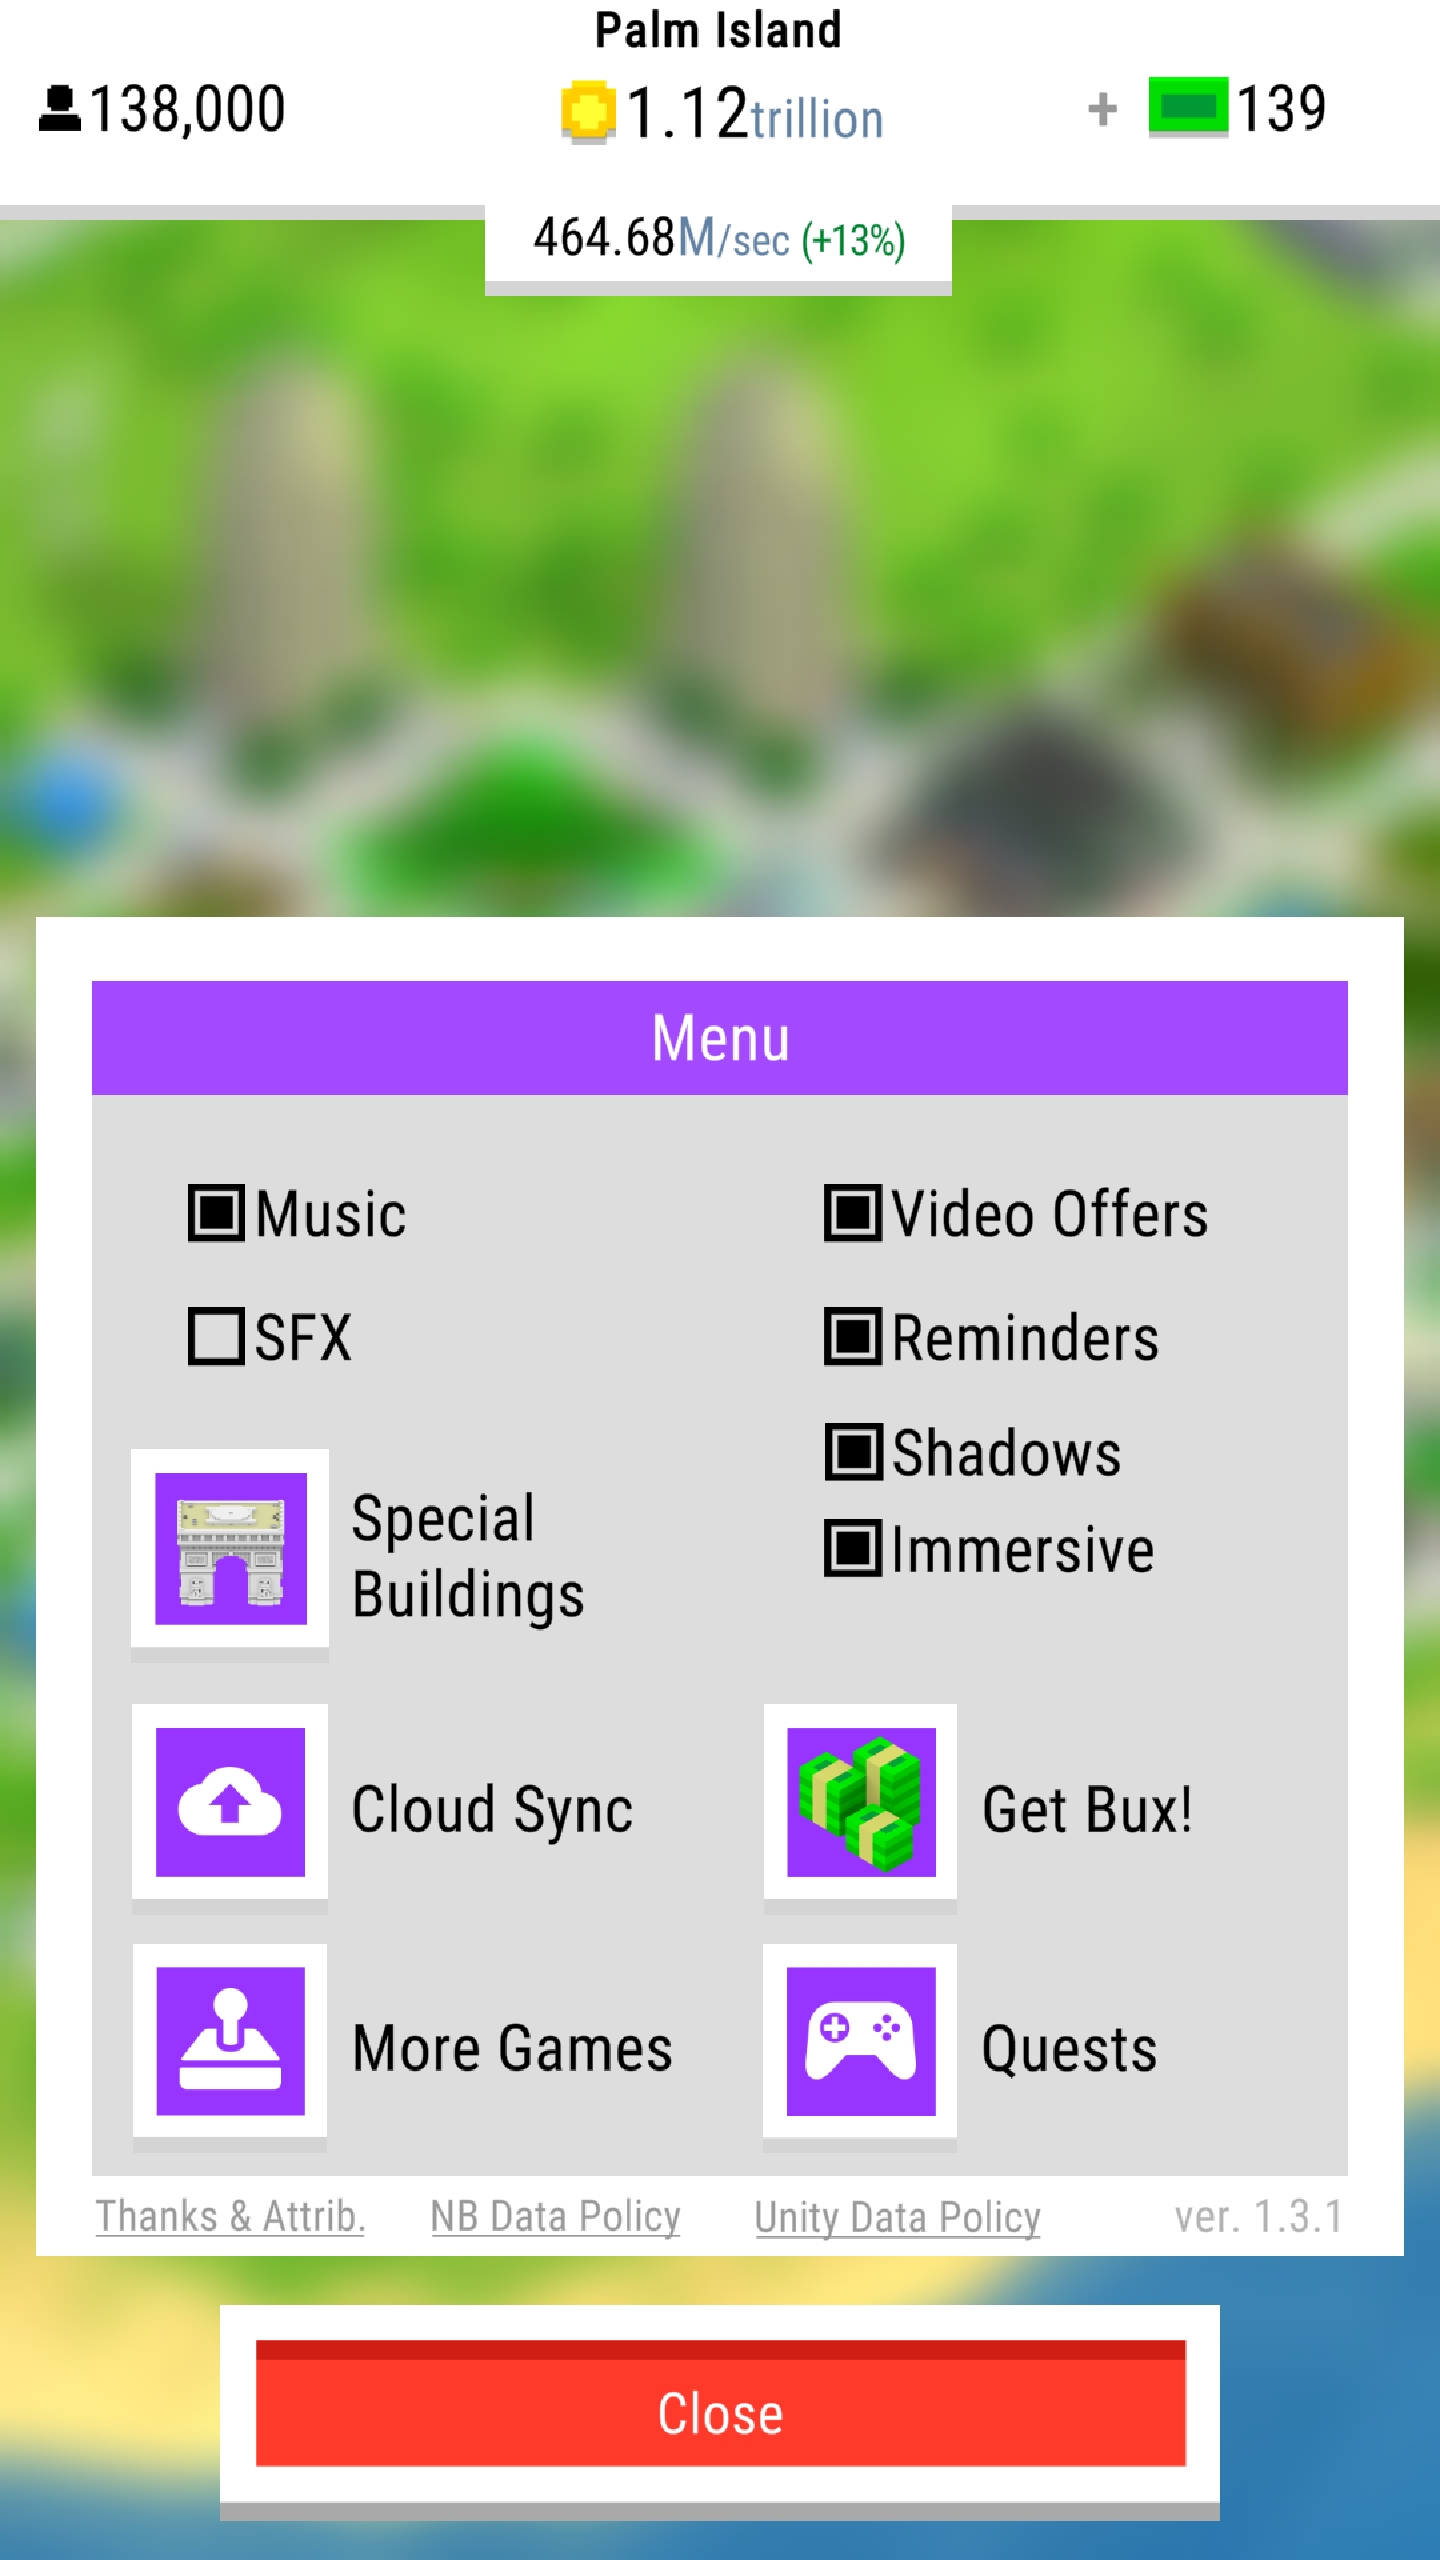 Palm Island
138,000
1.12trillion
+ 139
464.68M/sec (+13%)
Menu
Music
Video Offers
SFX
Reminders
Shadows
Special
Buildings
Immersive
Cloud Sync
Get Bux!
More Games
Quests
Thanks & Attrib.
NB Data Policy
Unity Data Policy
ver. 1.3.1
Close